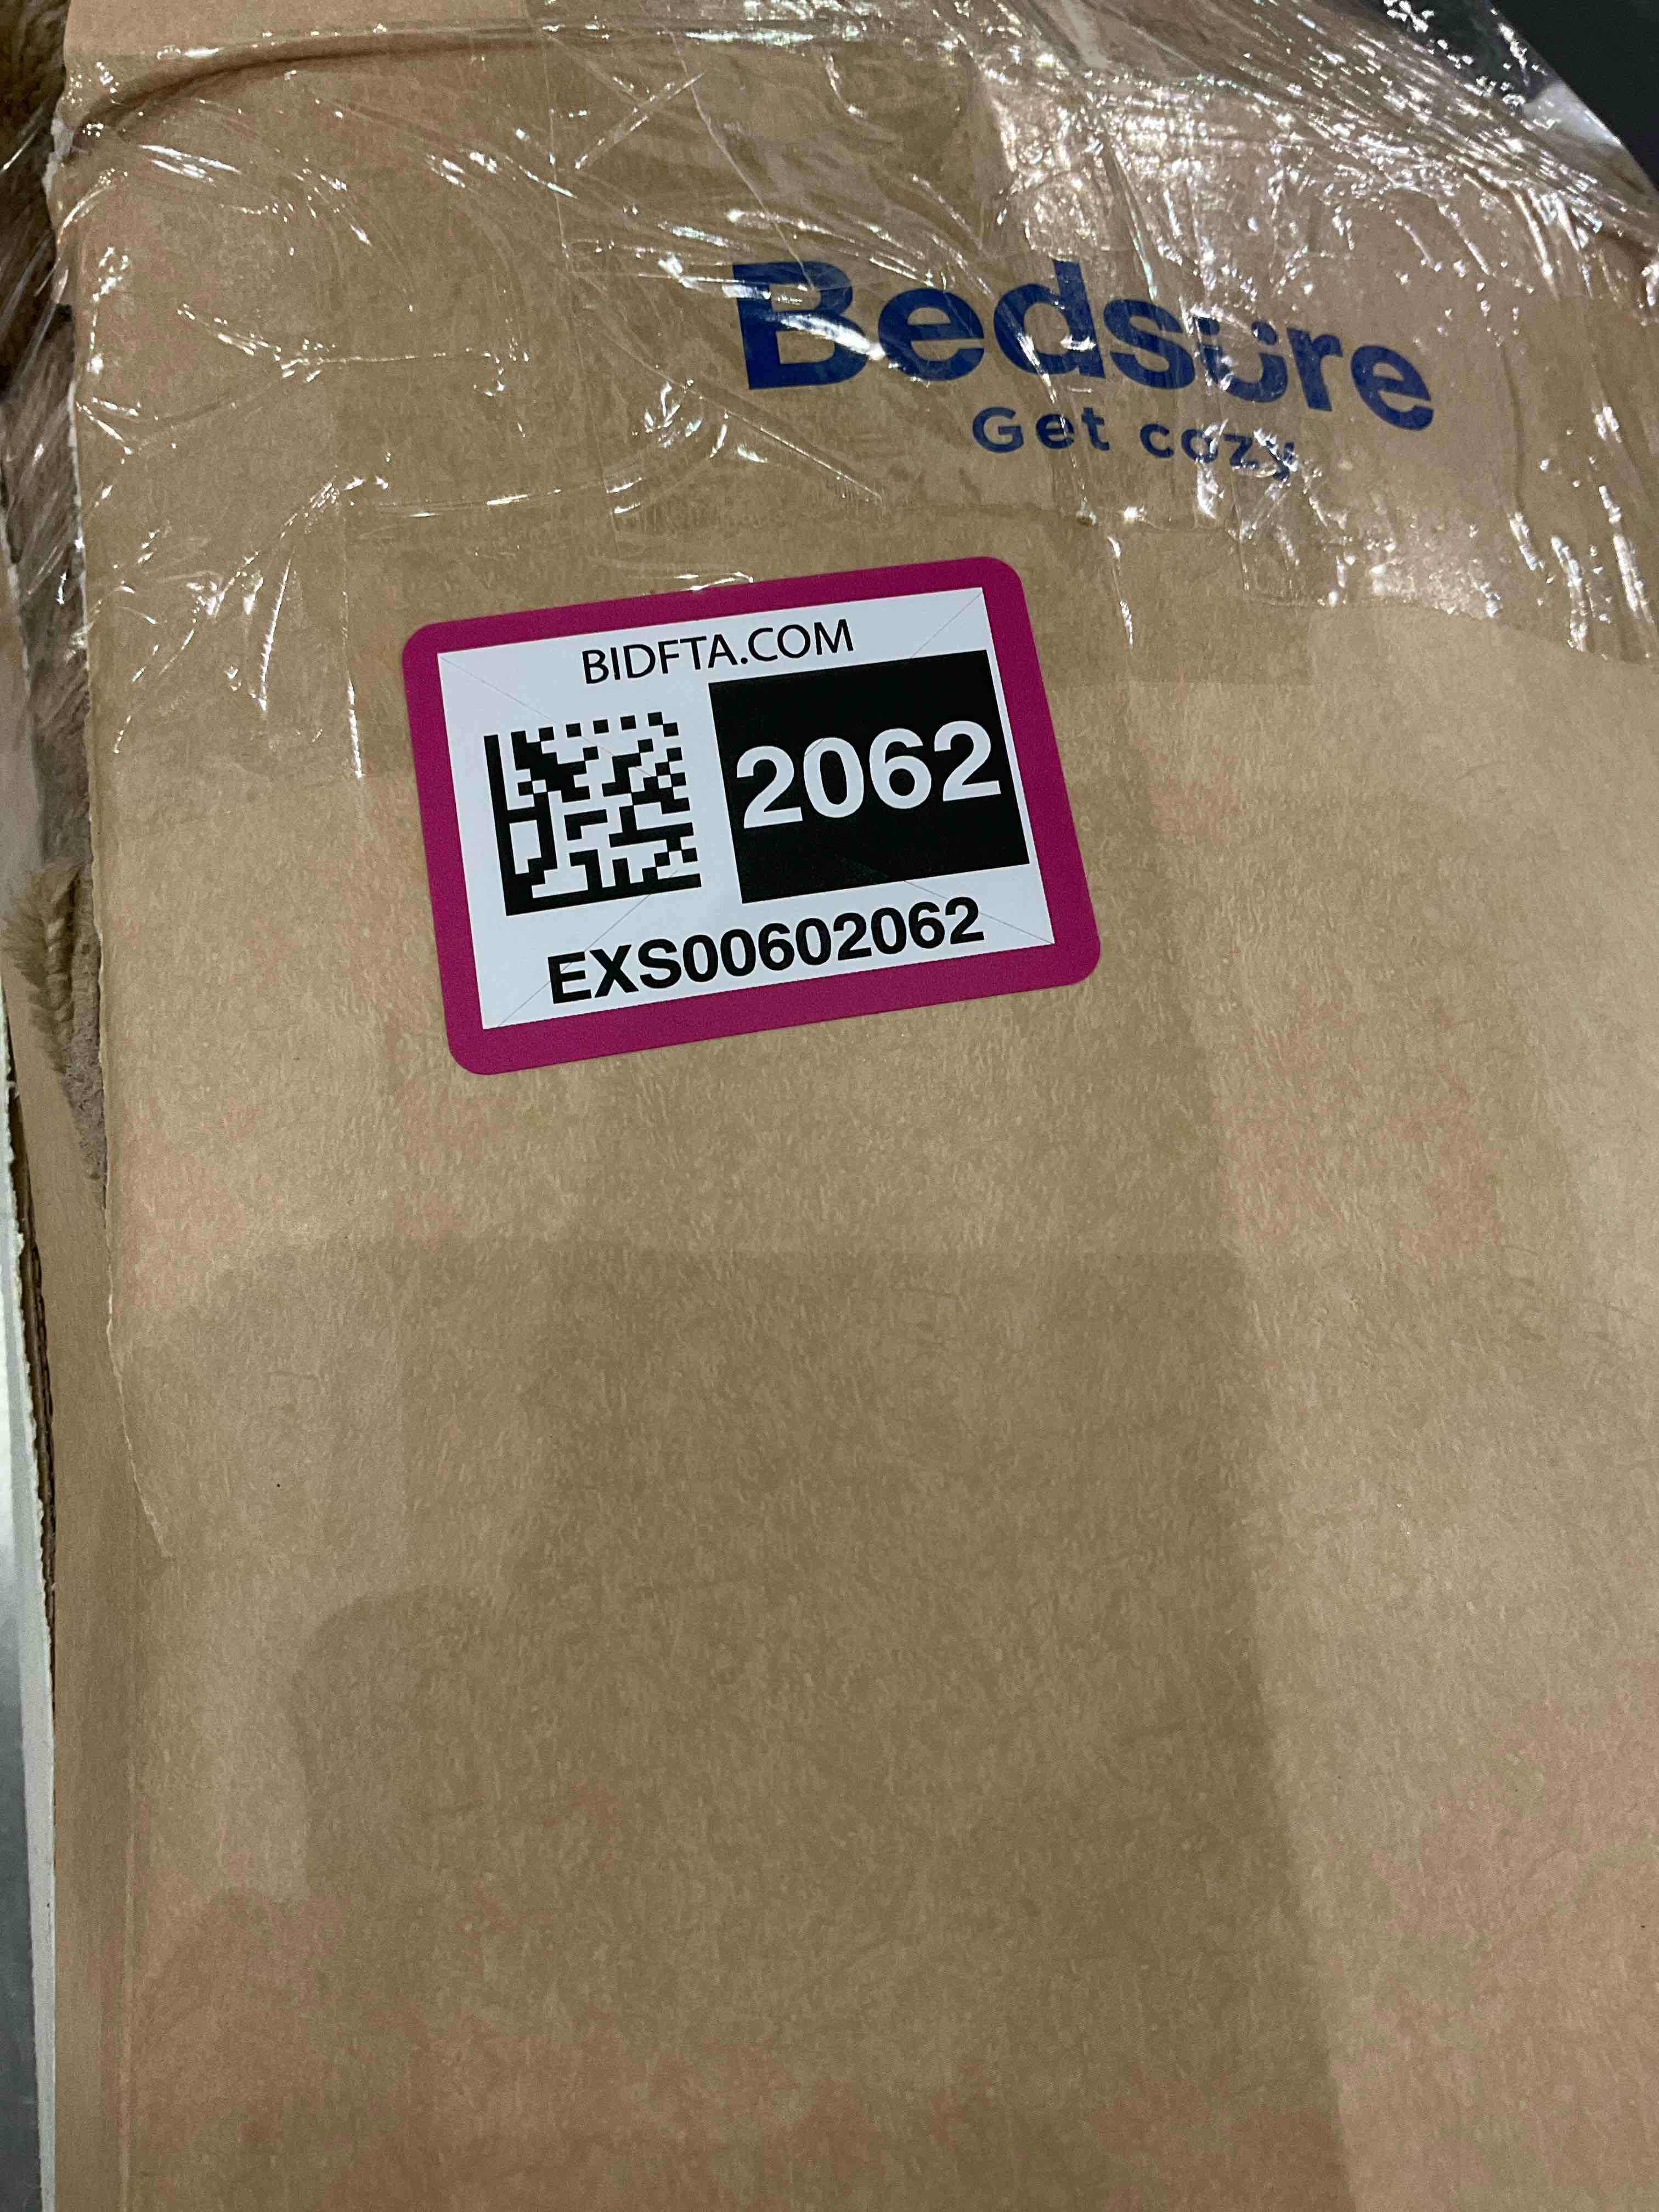 Bedsure
Get cozy
BIDFTA.COM
2062
EXS00602062